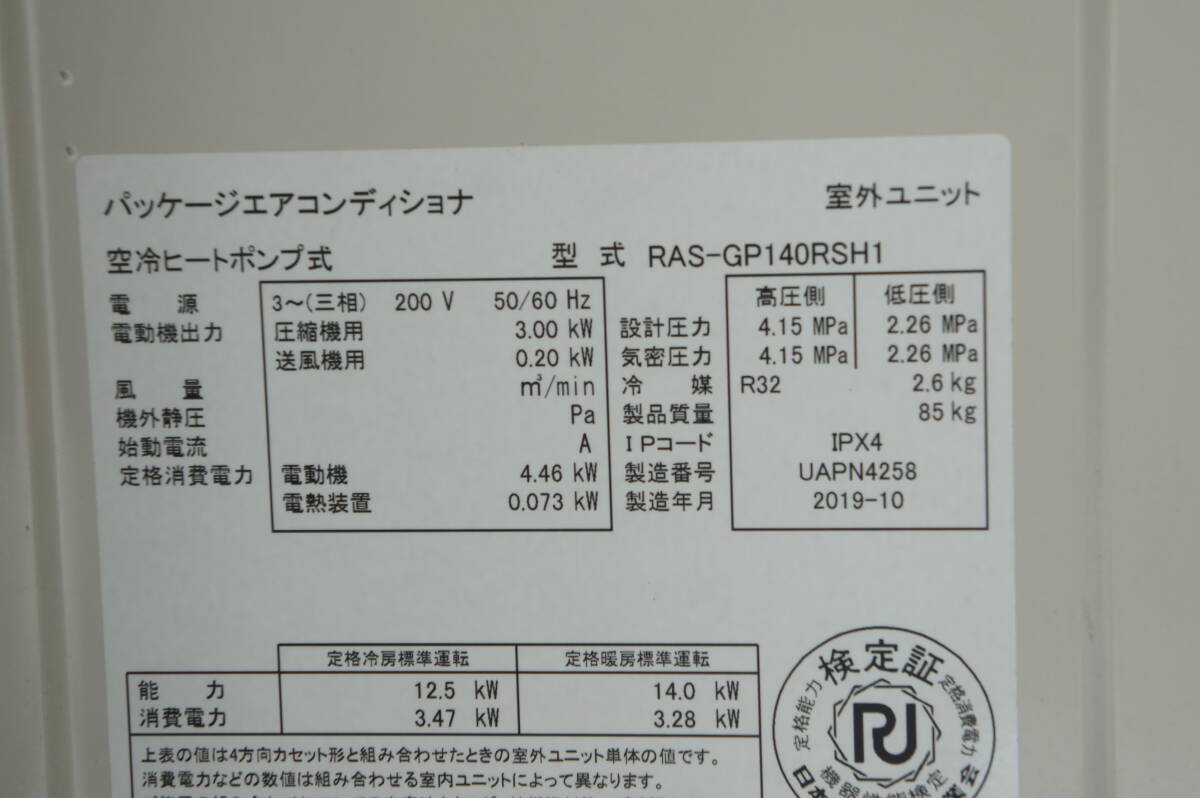 パッケージエアコンディショナ 室外ユニット
空冷ヒートポンプ式 型 式 RAS-GP140RSH1
電 源 3～(三相) 200 V 50/60 Hz
電動機出力 圧縮機用 3.00 kW
送風機用 0.20 kW
風 量 m³/min
機外静圧 Pa
始動電流 A
定格消費電力 電動機 4.46 kW
電熱装置 0.073 kW
高圧側 低圧側
設計圧力 4.15 MPa 2.26 MPa
気密圧力 4.15 MPa 2.26 MPa
冷 媒 R32 2.6 kg
製品質量 85 kg
IPコード IPX4
製造番号 UAPN4258
製造年月 2019-10
定格冷房標準運転 定格暖房標準運転
能 力 12.5 kW 14.0 kW
消費電力 3.47 kW 3.28 kW
上表の値は4方向カセット形と組み合わせたときの室外ユニット単体の値です。
消費電力などの数値は組み合わせる室内ユニットによって異なります。
検定証
定格能力
定格消費電力
機器性能検定
日本